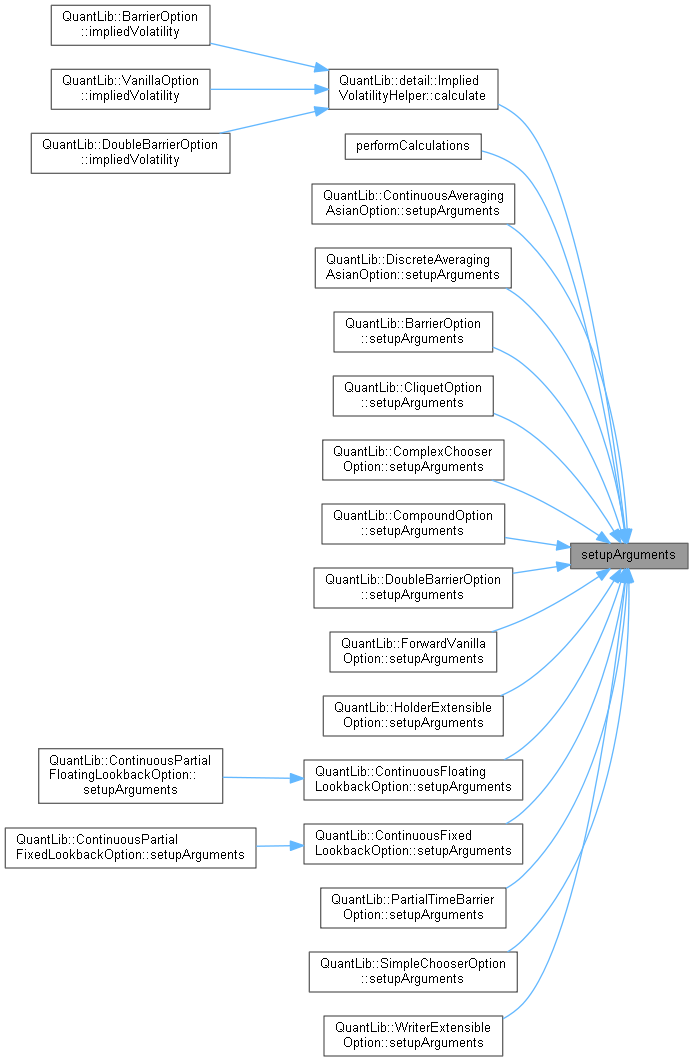 QuantLib::BarrierOption
::impliedVolatility
QuantLib::VanillaOption
::impliedVolatility
QuantLib::DoubleBarrierOption
::impliedVolatility
QuantLib::detail::Implied
VolatilityHelper::calculate
performCalculations
QuantLib::ContinuousAveraging
AsianOption::setupArguments
QuantLib::DiscreteAveraging
AsianOption::setupArguments
QuantLib::BarrierOption
::setupArguments
QuantLib::CliquetOption
::setupArguments
QuantLib::ComplexChooser
Option::setupArguments
QuantLib::CompoundOption
::setupArguments
setupArguments
QuantLib::DoubleBarrierOption
::setupArguments
QuantLib::ForwardVanilla
Option::setupArguments
QuantLib::HolderExtensible
Option::setupArguments
QuantLib::ContinuousPartial
FloatingLookbackOption::
setupArguments
QuantLib::ContinuousFloating
LookbackOption::setupArguments
QuantLib::ContinuousPartial
FixedLookbackOption::setupArguments
QuantLib::ContinuousFixed
LookbackOption::setupArguments
QuantLib::PartialTimeBarrier
Option::setupArguments
QuantLib::SimpleChooserOption
::setupArguments
QuantLib::WriterExtensible
Option::setupArguments